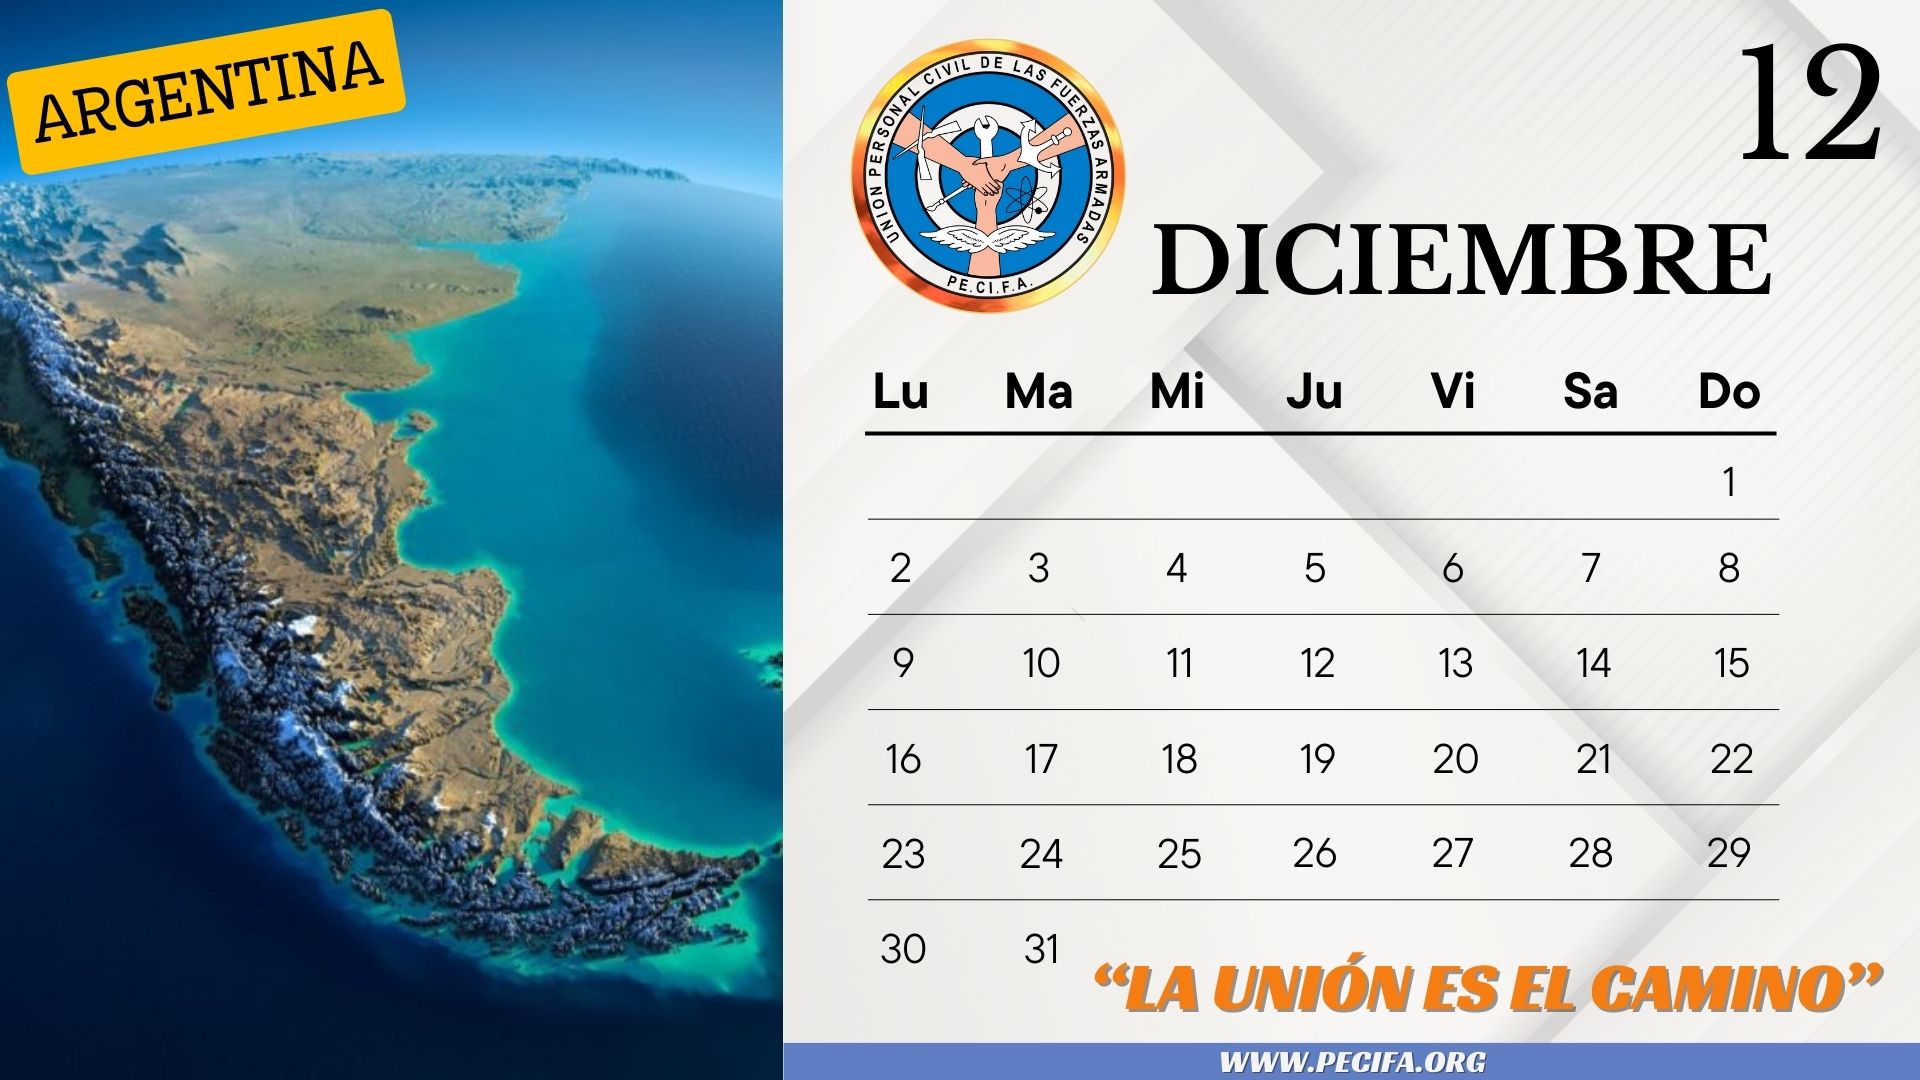 ARGENTINA
UNION PERSONAL CIVIL DE LAS FUERZAS ARMADAS
PE.CI.F.A.
12
DICIEMBRE
Lu Ma Mi Ju Vi Sa Do
1
2 3 4 5 6 7 8
9 10 11 12 13 14 15
16 17 18 19 20 21 22
23 24 25 26 27 28 29
30 31
“LA UNIÓN ES EL CAMINO”
WWW.PECIFA.ORG